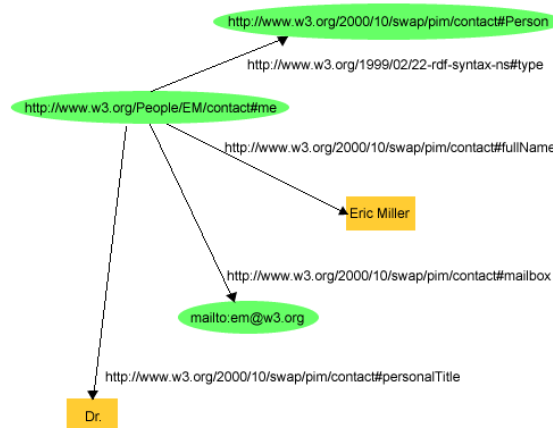 http://www.w3.org/2000/10/swap/pim/contact#Person
http://www.w3.org/1999/02/22-rdf-syntax-ns#type
http://www.w3.org/People/EM/contact#me
http://www.w3.org/2000/10/swap/pim/contact#fullName
Eric Miller
http://www.w3.org/2000/10/swap/pim/contact#mailbox
mailto:em@w3.org
http://www.w3.org/2000/10/swap/pim/contact#personalTitle
Dr.